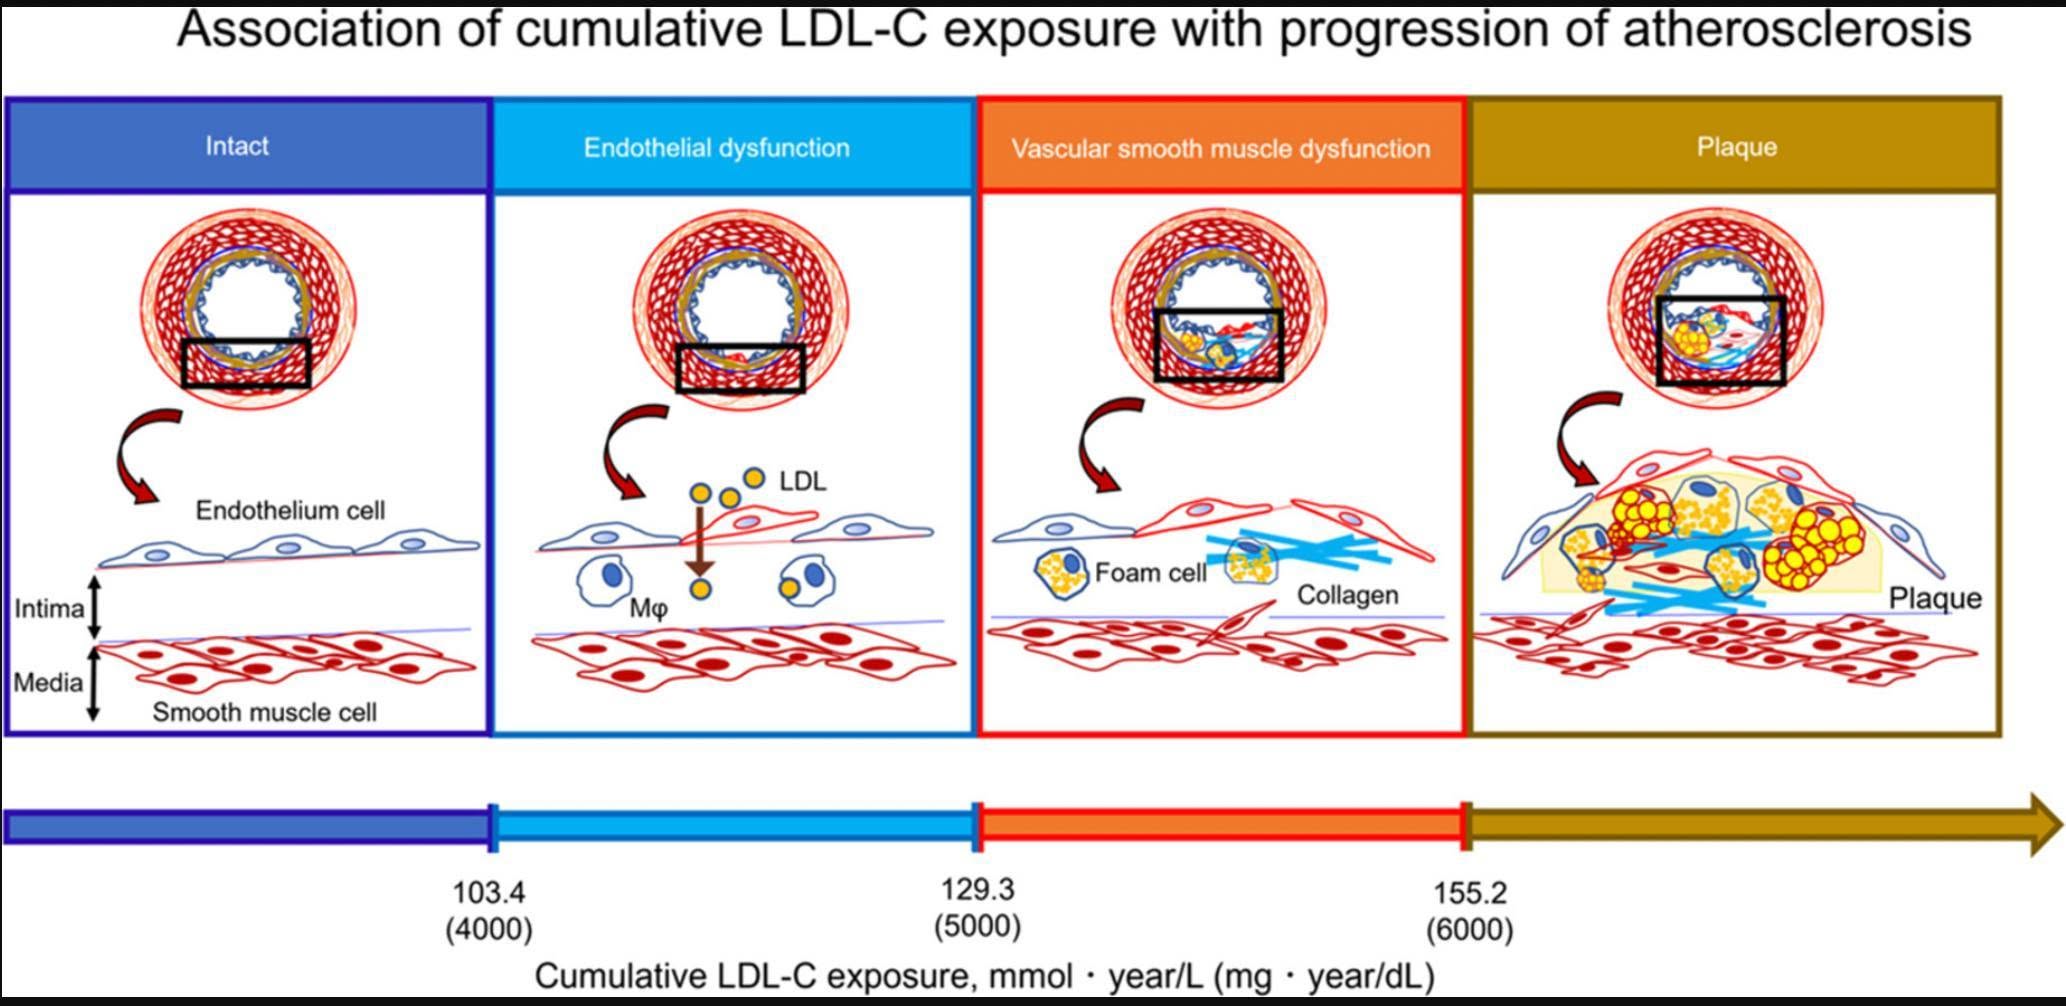 Association of cumulative LDL-C exposure with progression of atherosclerosis
Intact
Endothelial dysfunction
Vascular smooth muscle dysfunction
Plaque
Endothelium cell
Intima
Media
Smooth muscle cell
LDL
Mφ
Foam cell
Collagen
Plaque
103.4
(4000)
129.3
(5000)
155.2
(6000)
Cumulative LDL-C exposure, mmol・year/L (mg・year/dL)